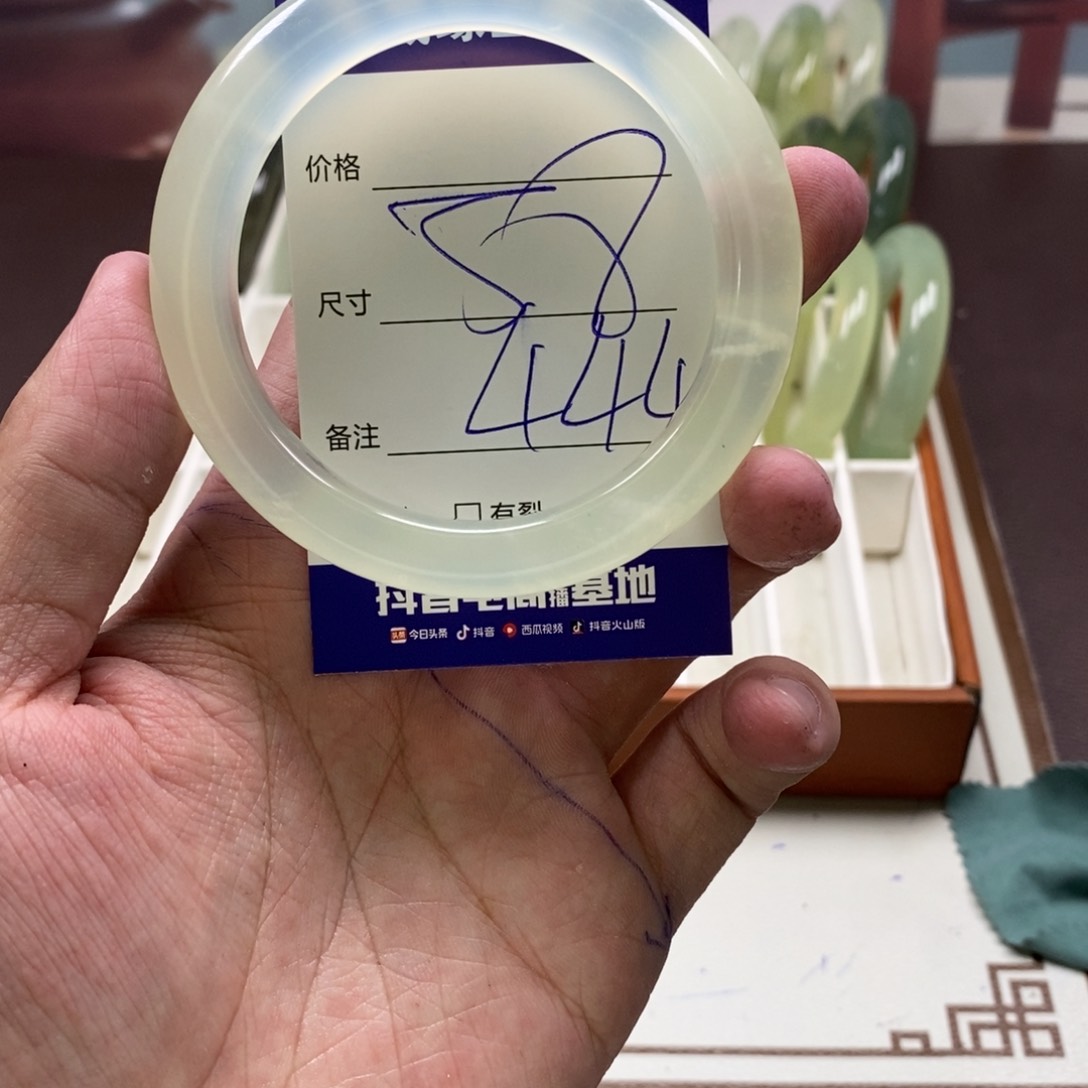 价格
58
尺寸
444
备注
□有裂
抖音电商直播基地
今日头条 抖音 西瓜视频 抖音火山版